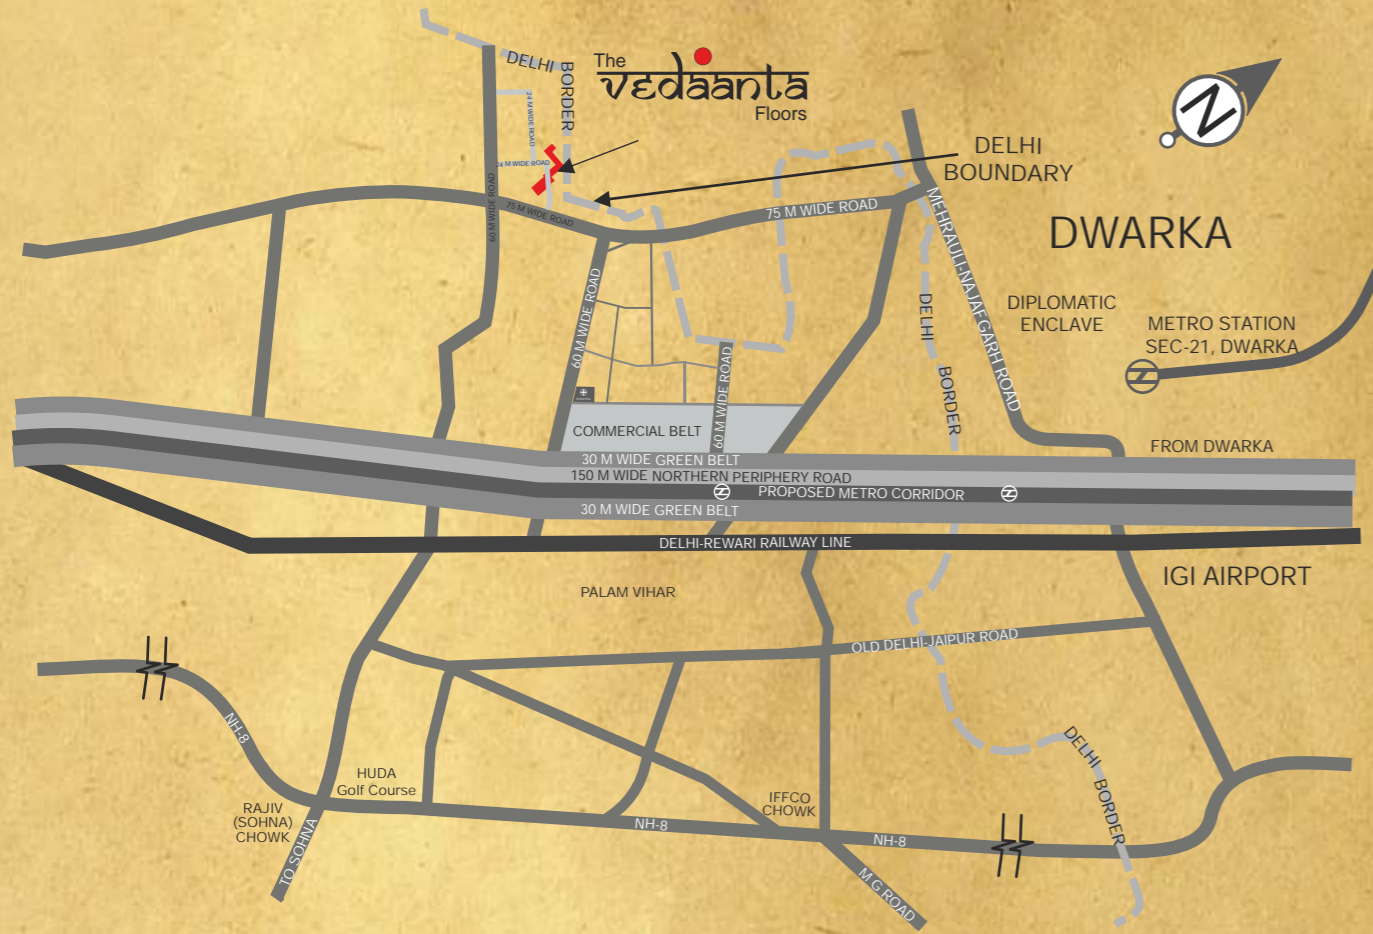 DELHI
BORDER
The
vedaanta
Floors
24 M WIDE ROAD
24 M WIDE ROAD
60 M WIDE ROAD
75 M WIDE ROAD
DELHI
BOUNDARY
75 M WIDE ROAD
MEHRAULI-NAJAFGARH ROAD
DWARKA
DIPLOMATIC
ENCLAVE
METRO STATION
SEC-21, DWARKA
DELHI
BORDER
60 M WIDE ROAD
60 M WIDE ROAD
COMMERCIAL BELT
FROM DWARKA
30 M WIDE GREEN BELT
150 M WIDE NORTHERN PERIPHERY ROAD
PROPOSED METRO CORRIDOR
30 M WIDE GREEN BELT
DELHI-REWARI RAILWAY LINE
IGI AIRPORT
PALAM VIHAR
OLD DELHI-JAIPUR ROAD
NH-8
DELHI
BORDER
HUDA
Golf Course
RAJIV
(SOHNA)
CHOWK
TO SOHNA
IFFCO
CHOWK
NH-8
NH-8
M G ROAD
N